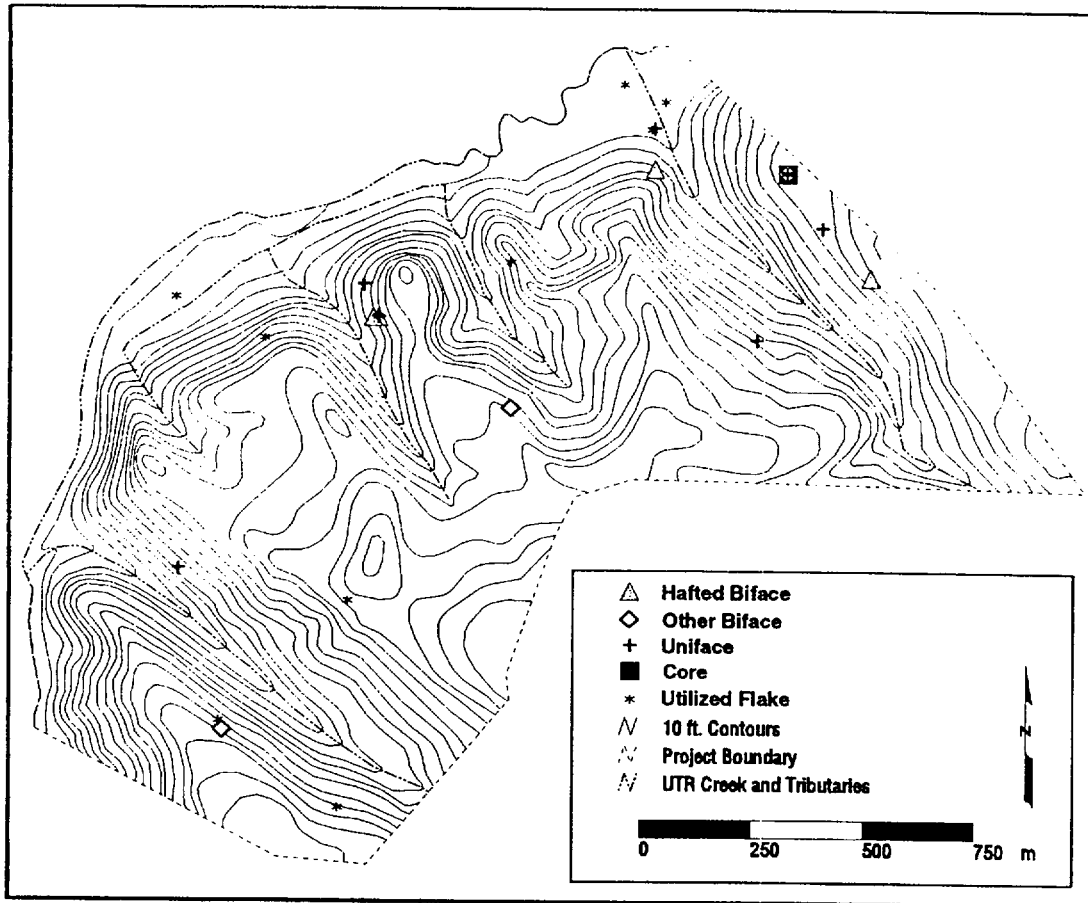 Hafted Biface
Other Biface
Uniface
Core
Utilized Flake
10 ft. Contours
Project Boundary
UTR Creek and Tributaries
N
0 250 500 750 m